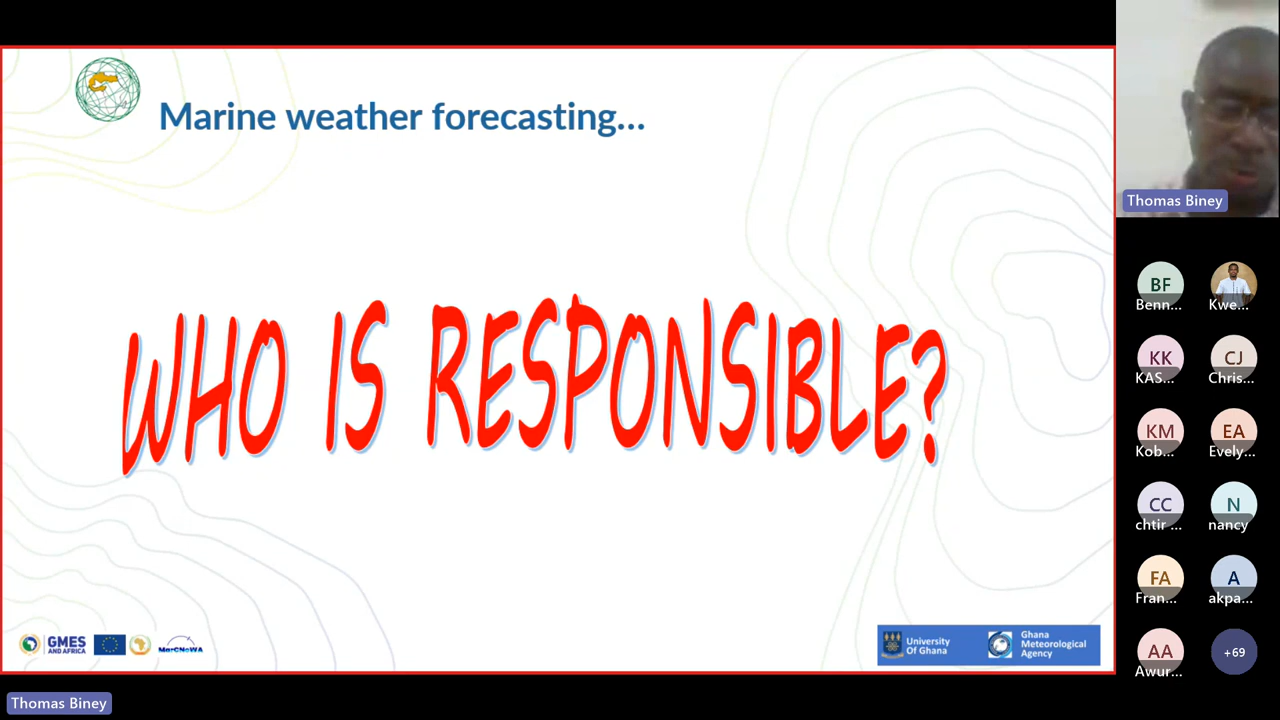 Marine weather forecasting...
WHO IS RESPONSIBLE?
GMES
AND AFRICA
MarCNoWA
University
Of Ghana
Ghana
Meteorological
Agency
Thomas Biney
BF
Benn...
Kwe...
KK
KAS...
CJ
Chris...
KM
Kob...
EA
Evely...
CC
chtir ...
N
nancy
FA
Fran...
A
akpa...
AA
Awur...
+69
Thomas Biney